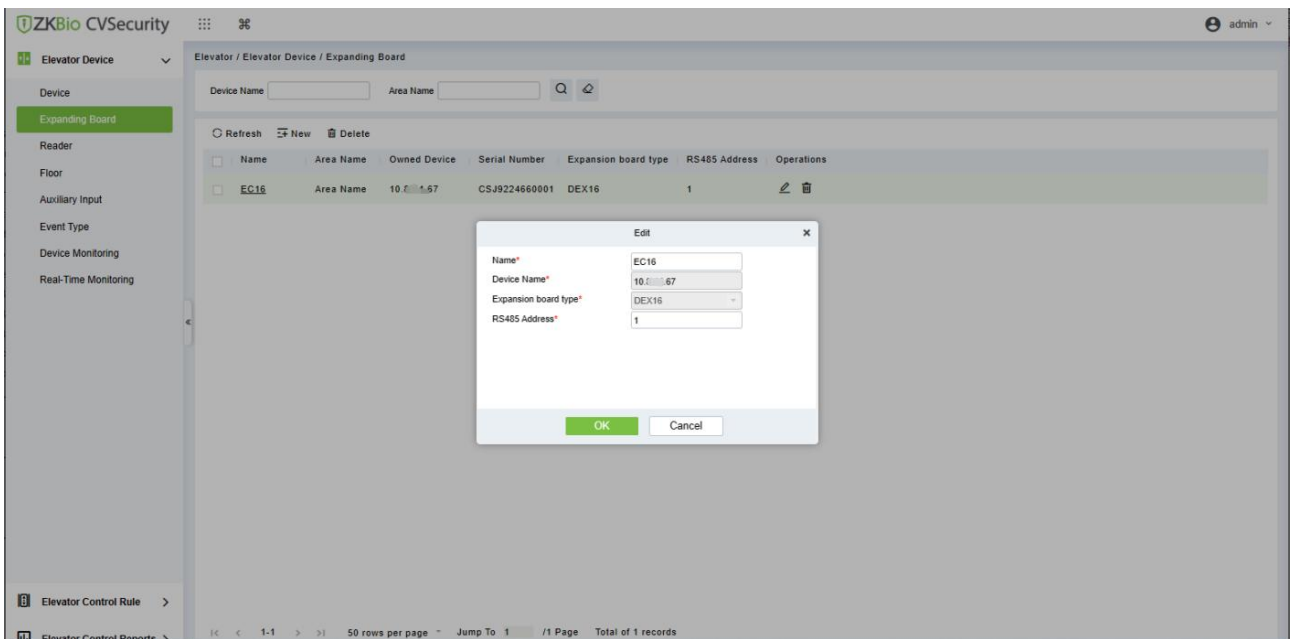 ZKBio CVSecurity
admin
Elevator Device
Elevator / Elevator Device / Expanding Board
Device
Device Name
Area Name
Expanding Board
Refresh New Delete
Reader
Name Area Name Owned Device Serial Number Expansion board type RS485 Address Operations
Floor
EC16 Area Name CSJ9224660001 DEX16 1
Auxiliary Input
Event Type
Device Monitoring
Real-Time Monitoring
Edit
Name* EC16
Device Name*
Expansion board type* DEX16
RS485 Address* 1
OK Cancel
Elevator Control Rule
Elevator Control Reports
1-1 50 rows per page Jump To 1 /1 Page Total of 1 records